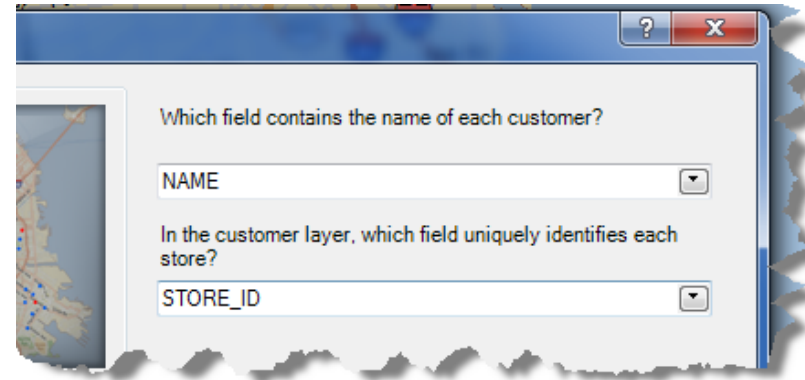 ?
X
Which field contains the name of each customer?
NAME
In the customer layer, which field uniquely identifies each
store?
STORE_ID